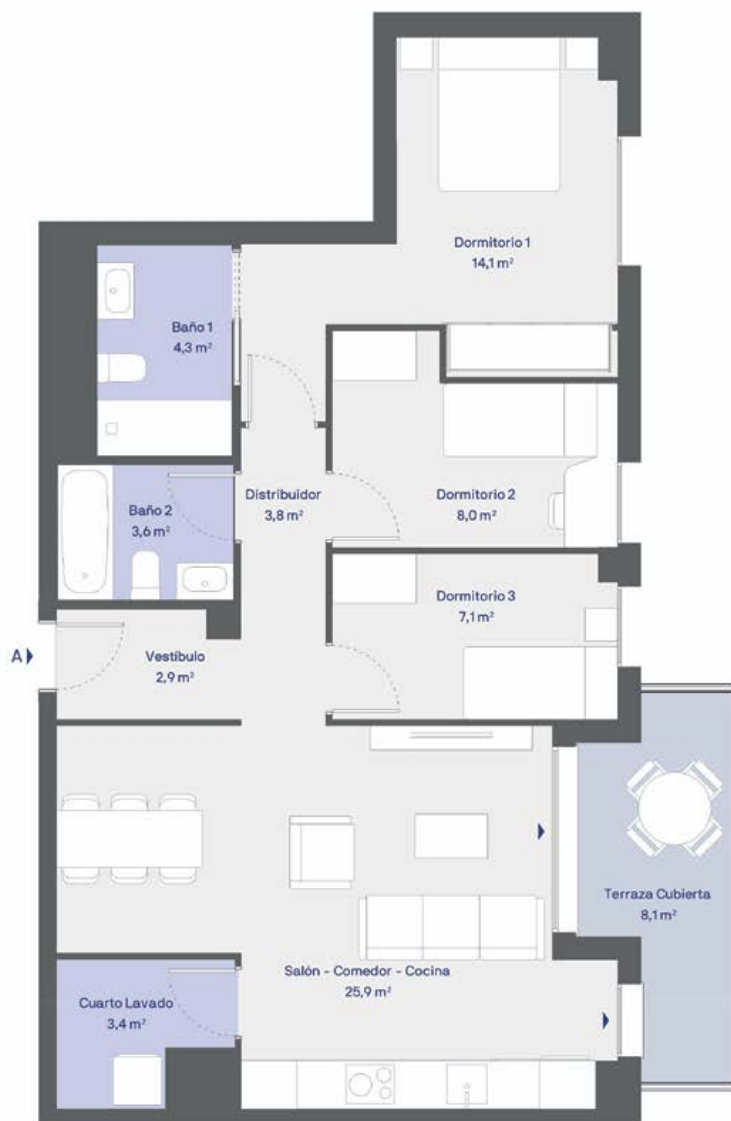 Dormitorio 1
14,1 m²
Baño 1
4,3 m²
Distribuidor
3,8 m²
Dormitorio 2
8,0 m²
Baño 2
3,6 m²
Dormitorio 3
7,1 m²
A
Vestíbulo
2,9 m²
Terraza Cubierta
8,1 m²
Salón - Comedor - Cocina
25,9 m²
Cuarto Lavado
3,4 m²